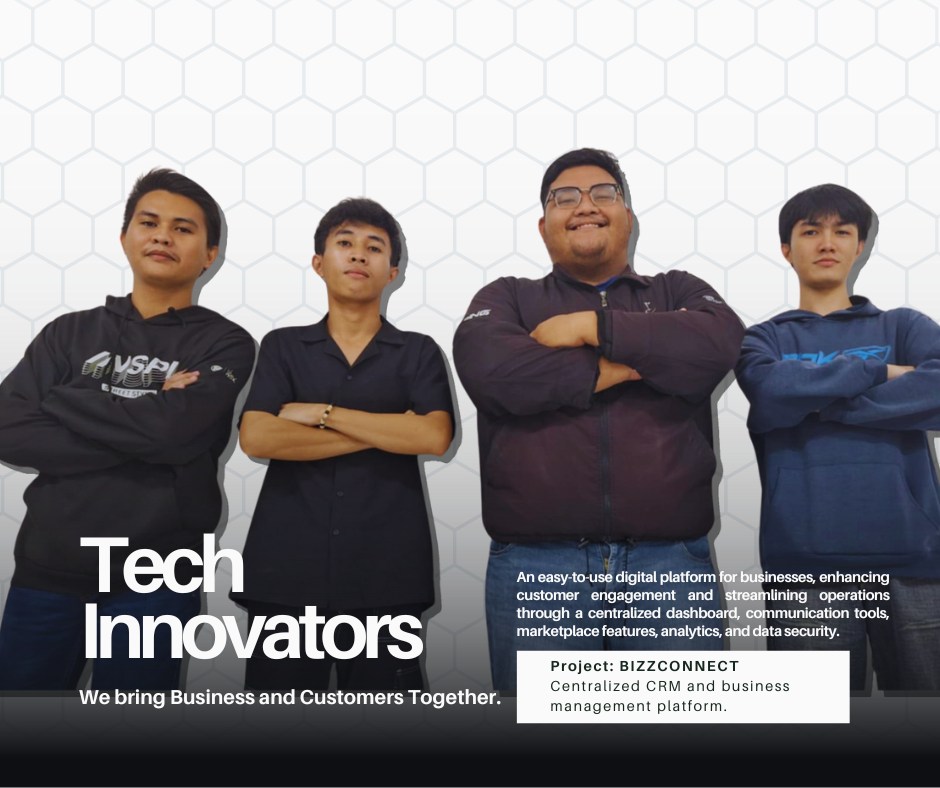 Tech
Innovators
We bring Business and Customers Together.
An easy-to-use digital platform for businesses, enhancing
customer engagement and streamlining operations
through a centralized dashboard, communication tools,
marketplace features, analytics, and data security.
Project: BIZZCONNECT
Centralized CRM and business
management platform.